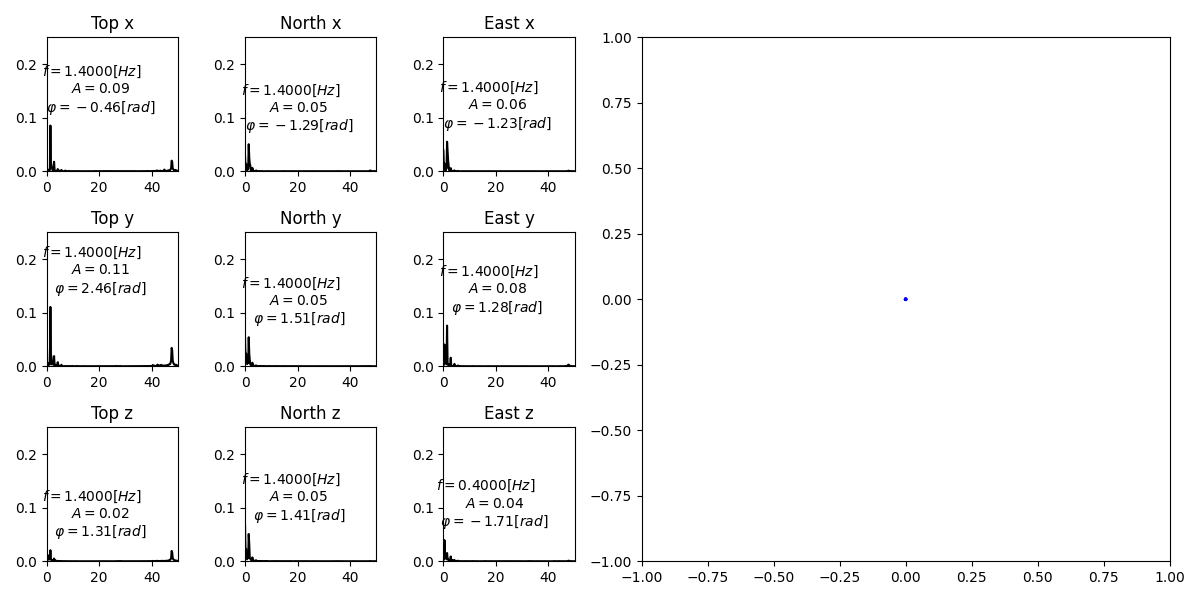 Top x
North x
East x
0.2
0.1
0.0
0
20
40
f = 1.4000[Hz]
A = 0.09
φ = −0.46[rad]
0.2
0.1
0.0
0
20
40
f = 1.4000[Hz]
A = 0.05
φ = −1.29[rad]
0.2
0.1
0.0
0
20
40
f = 1.4000[Hz]
A = 0.06
φ = −1.23[rad]
Top y
North y
East y
0.2
0.1
0.0
0
20
40
f = 1.4000[Hz]
A = 0.11
φ = 2.46[rad]
0.2
0.1
0.0
0
20
40
f = 1.4000[Hz]
A = 0.05
φ = 1.51[rad]
0.2
0.1
0.0
0
20
40
f = 1.4000[Hz]
A = 0.08
φ = 1.28[rad]
Top z
North z
East z
0.2
0.1
0.0
0
20
40
f = 1.4000[Hz]
A = 0.02
φ = 1.31[rad]
0.2
0.1
0.0
0
20
40
f = 1.4000[Hz]
A = 0.05
φ = 1.41[rad]
0.2
0.1
0.0
0
20
40
f = 0.4000[Hz]
A = 0.04
φ = −1.71[rad]
1.00
0.75
0.50
0.25
0.00
−0.25
−0.50
−0.75
−1.00
−1.00
−0.75
−0.50
−0.25
0.00
0.25
0.50
0.75
1.00